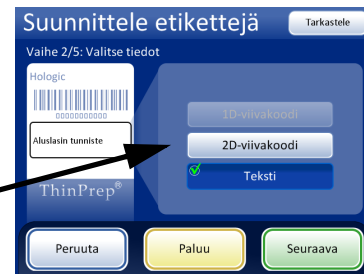 Suunnittele etikettejä
Tarkastele
Vaihe 2/5: Valitse tiedot
Hologic
00000000000
Aluslasin tunniste
ThinPrep®
1D-viivakoodi
2D-viivakoodi
Teksti
Peruuta
Paluu
Seuraava